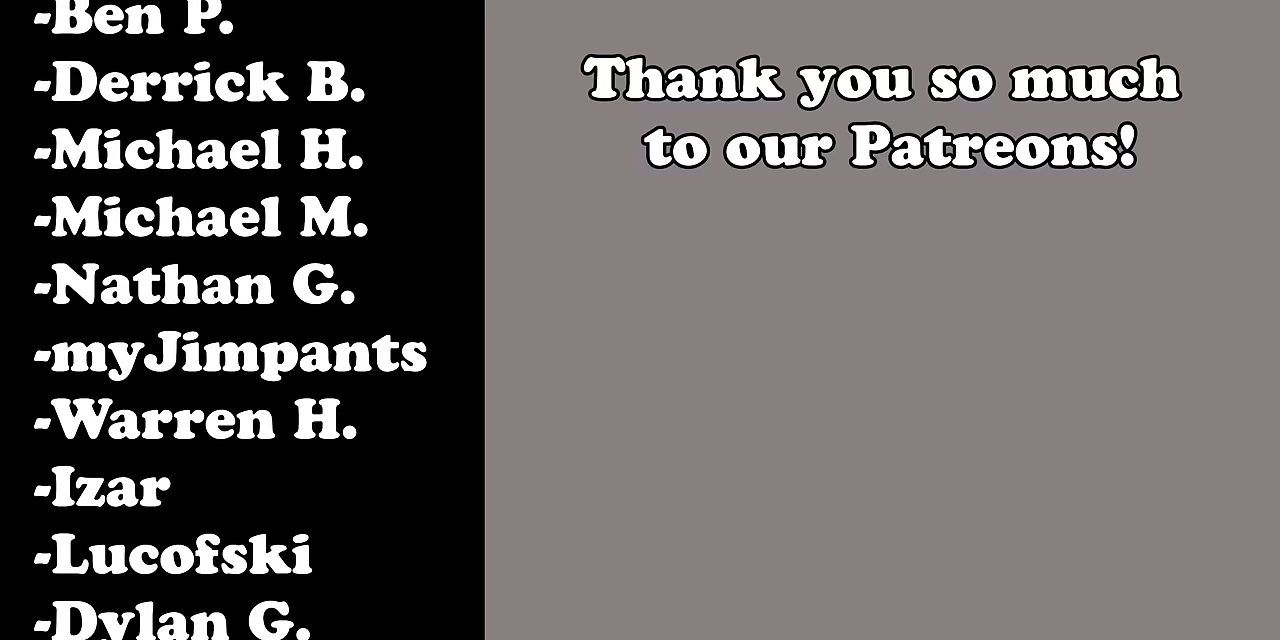 -Ben P.
-Derrick B.
-Michael H.
-Michael M.
-Nathan G.
-myJimpants
-Warren H.
-Izar
-Lucofski
-Dylan G.
Thank you so much
to our Patreons!